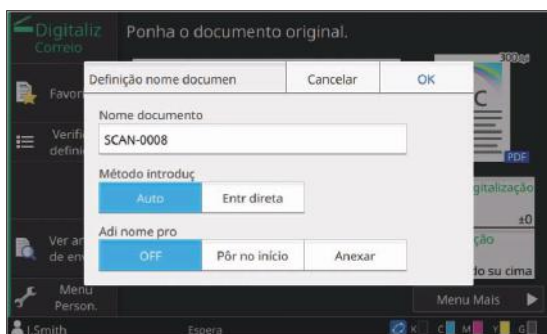 Digitaliz
Correio
Ponha o documento original.
Definição nome documen
Cancelar
OK
Nome documento
SCAN-0008
Método introduç
Auto
Entr direta
Adi nome pro
OFF
Pôr no início
Anexar
Favor
Verifi
defini
Ver ar
de en
Menu
Person.
C
PDF
gitalização
±0
ção
do su cima
Menu Mais
J.Smith
Espera
K
C
M
Y
G